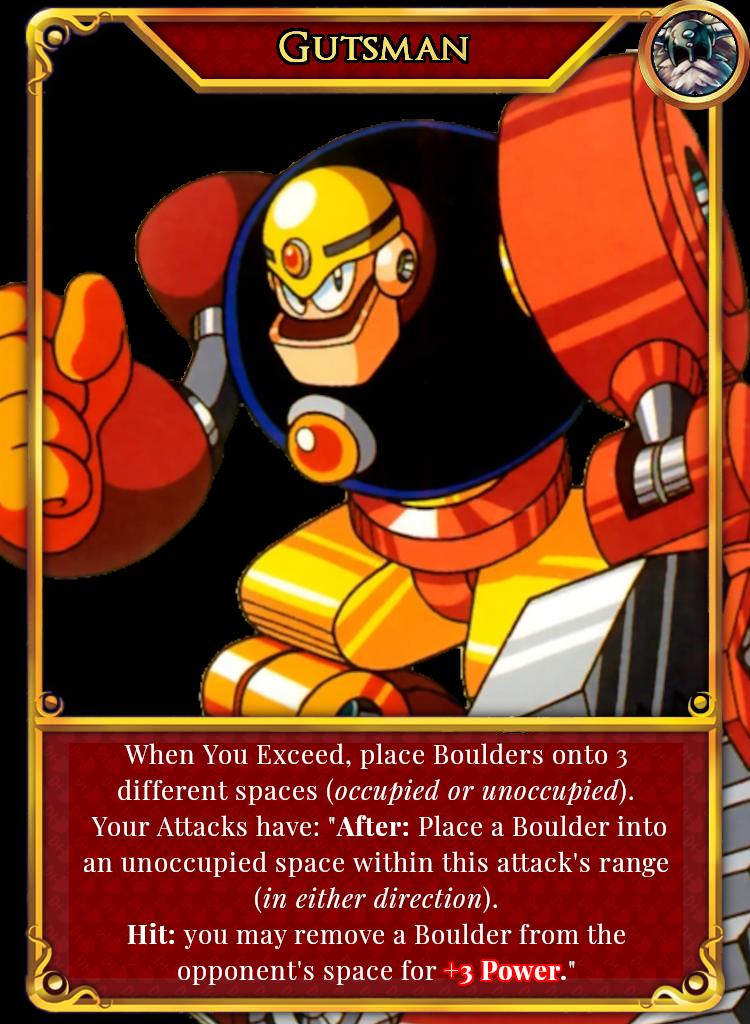 Gutsman
When You Exceed, place Boulders onto 3
different spaces (occupied or unoccupied).
Your Attacks have: "After: Place a Boulder into
an unoccupied space within this attack's range
(in either direction).
Hit: you may remove a Boulder from the
opponent's space for +3 Power."